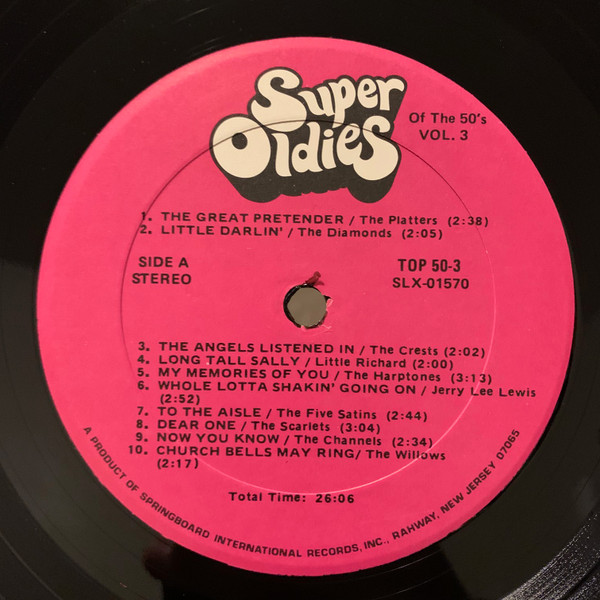 Super
Oldies
Of The 50's
VOL. 3
1. THE GREAT PRETENDER / The Platters (2:38)
2. LITTLE DARLIN' / The Diamonds (2:05)
SIDE A
STEREO
TOP 50-3
SLX-01570
3. THE ANGELS LISTENED IN / The Crests (2:02)
4. LONG TALL SALLY / Little Richard (2:00)
5. MY MEMORIES OF YOU / The Harptones (3:13)
6. WHOLE LOTTA SHAKIN' GOING ON / Jerry Lee Lewis
(2:52)
7. TO THE AISLE / The Five Satins (2:44)
8. DEAR ONE / The Scarlets (3:04)
9. NOW YOU KNOW / The Channels (2:34)
10. CHURCH BELLS MAY RING/ The Willows
(2:17)
Total Time: 26:06
A PRODUCT OF SPRINGBOARD INTERNATIONAL RECORDS, INC., RAHWAY, NEW JERSEY 07065